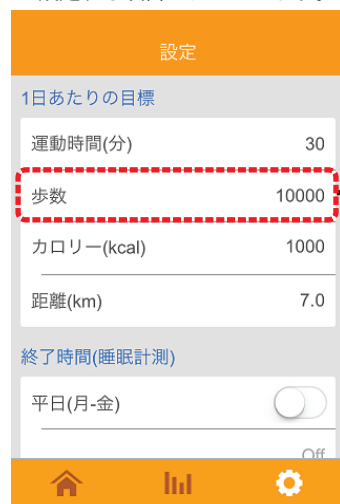 設定
1日あたりの目標
運動時間(分) 30
歩数 10000
カロリー(kcal) 1000
距離(km) 7.0
終了時間(睡眠計測)
平日(月-金)
Off